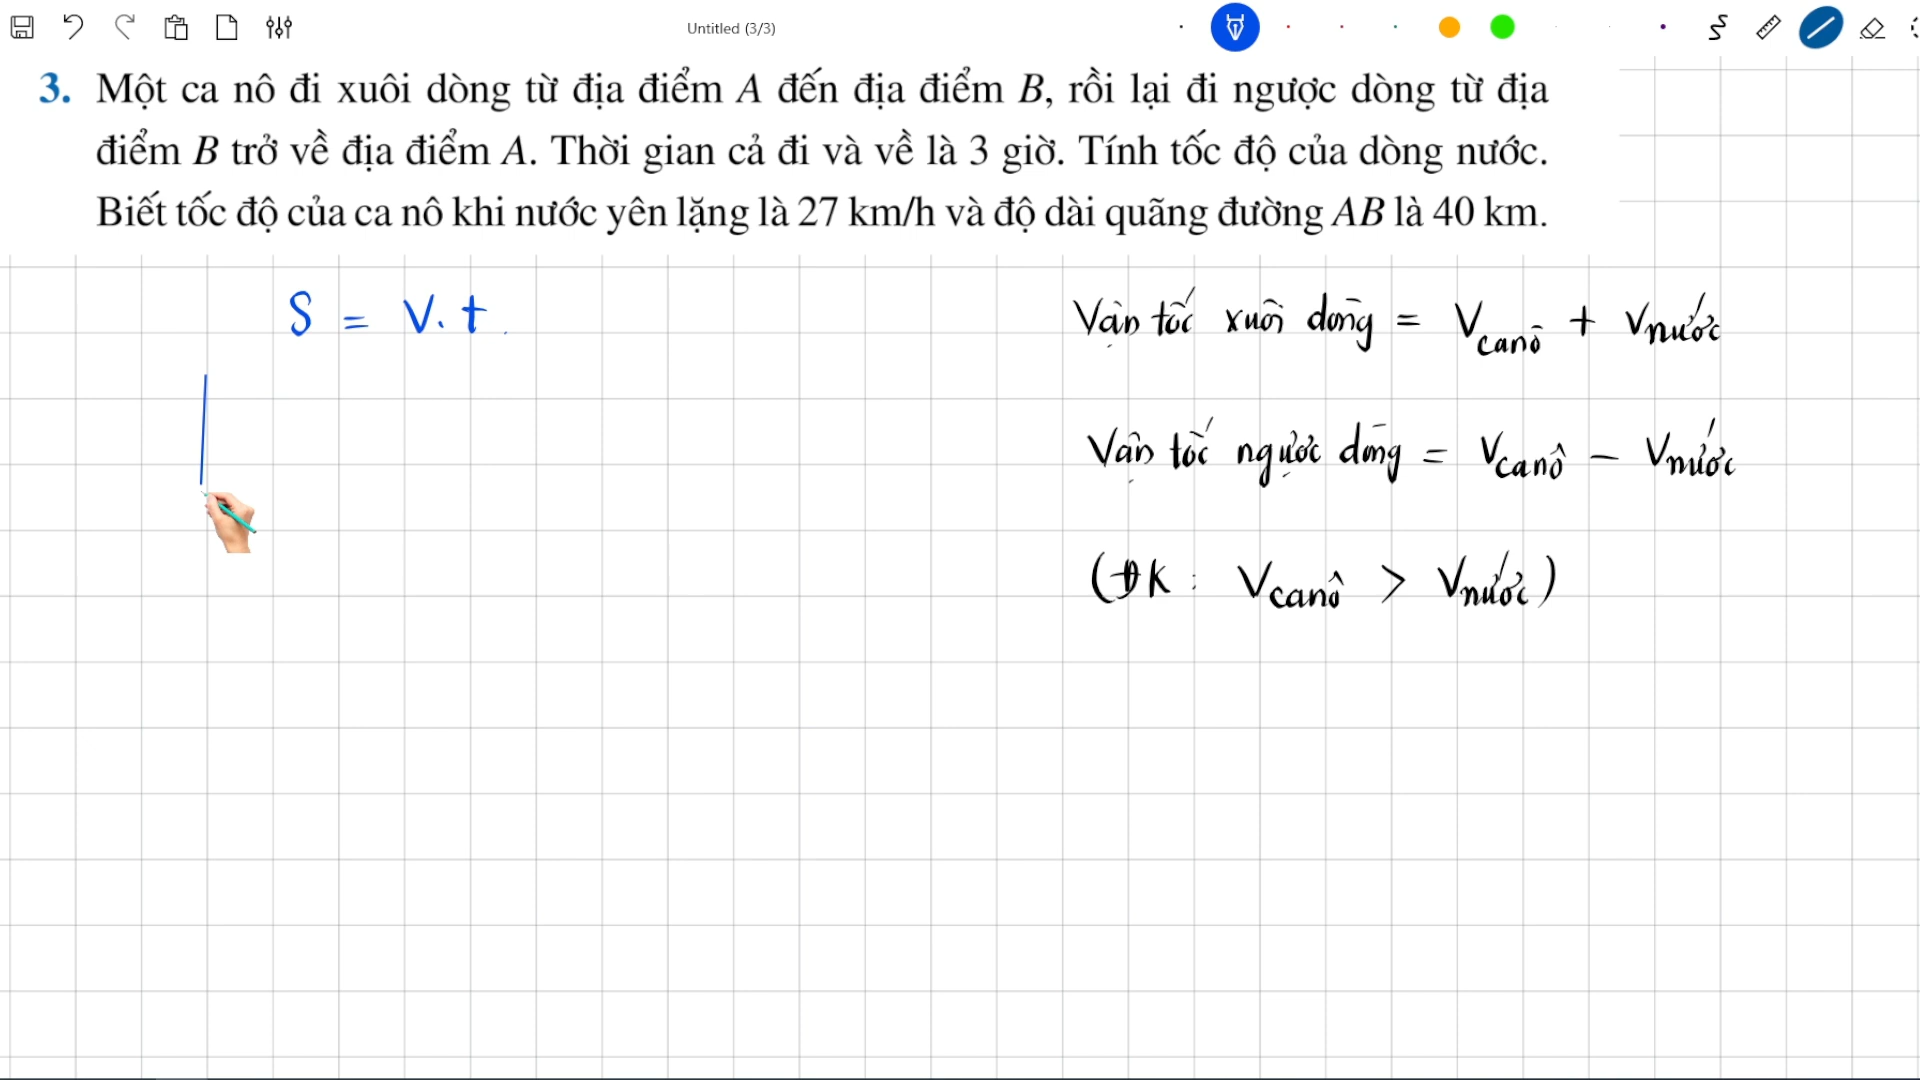 Untitled (3/3)
3. Một ca nô đi xuôi dòng từ địa điểm A đến địa điểm B, rồi lại đi ngược dòng từ địa
điểm B trở về địa điểm A. Thời gian cả đi và về là 3 giờ. Tính tốc độ của dòng nước.
Biết tốc độ của ca nô khi nước yên lặng là 27 km/h và độ dài quãng đường AB là 40 km.
S = V.t.
Vận tốc xuôi dòng = Vcanô + Vnước
Vận tốc ngược dòng = Vcanô - Vnước
(ĐK: Vcanô > Vnước)